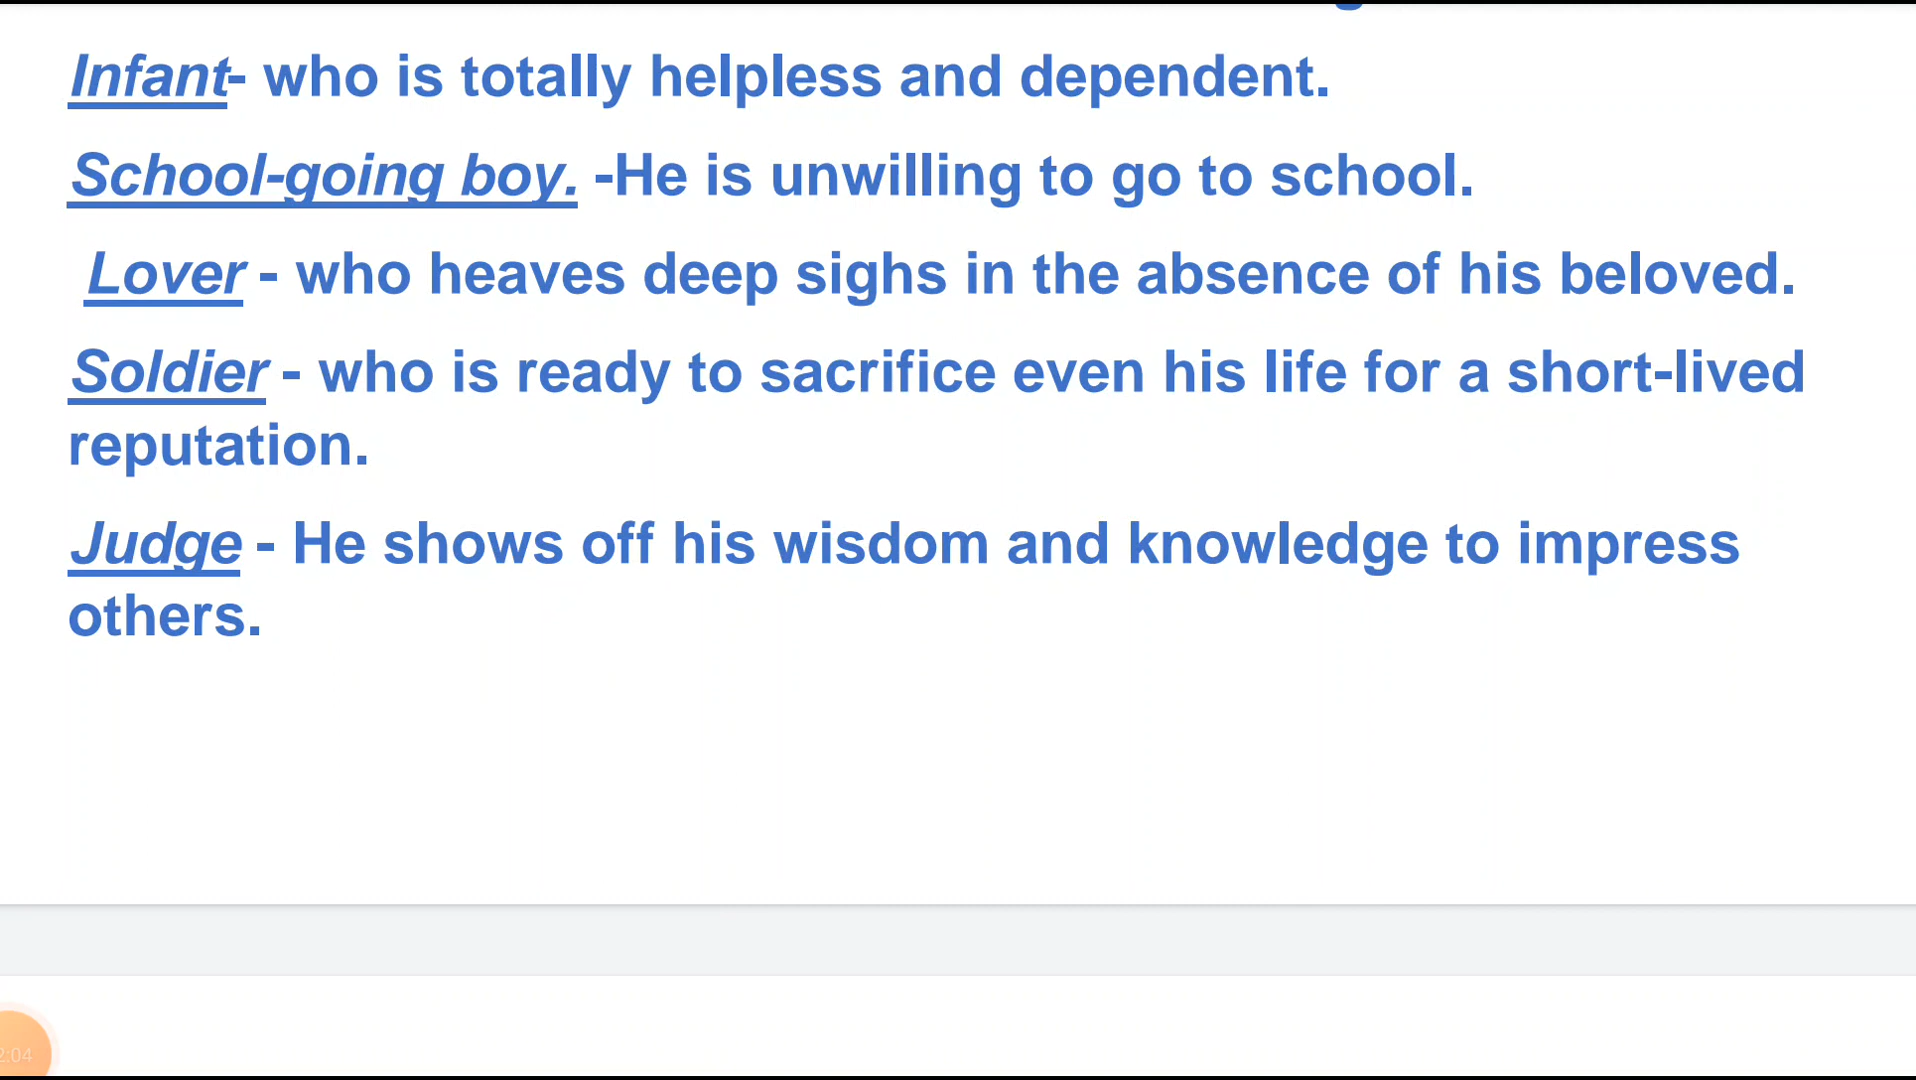 Infant- who is totally helpless and dependent.
School-going boy. -He is unwilling to go to school.
Lover - who heaves deep sighs in the absence of his beloved.
Soldier - who is ready to sacrifice even his life for a short-lived
reputation.
Judge - He shows off his wisdom and knowledge to impress
others.
2:04